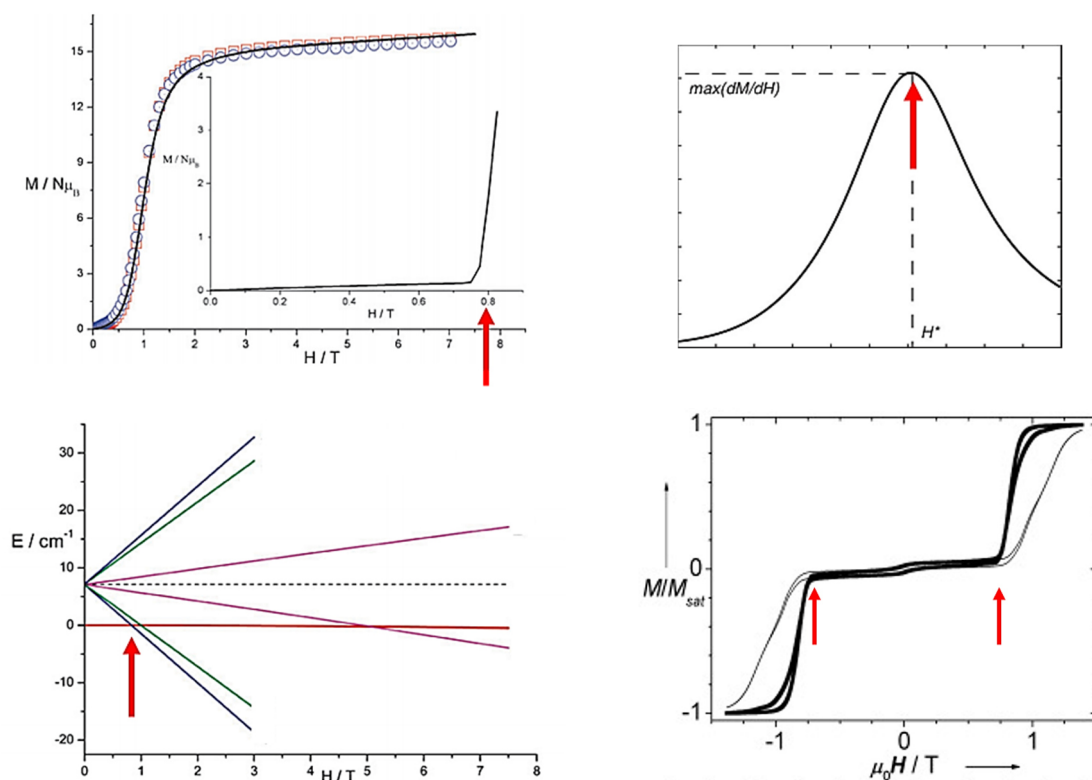 18
15
12
9
6
3
0
M / Nμ_B
0 1 2 3 4 5 6 7 8
H / T
4
3
2
1
0
M / Nμ_B
0.0 0.2 0.4 0.6 0.8
H / T
max(dM/dH)
H*
30
20
10
0
-10
-20
E / cm⁻¹
0 1 2 3 4 5 6 7 8
H / T
1
0
-1
M/M_sat
-1 0 1
μ₀H / T